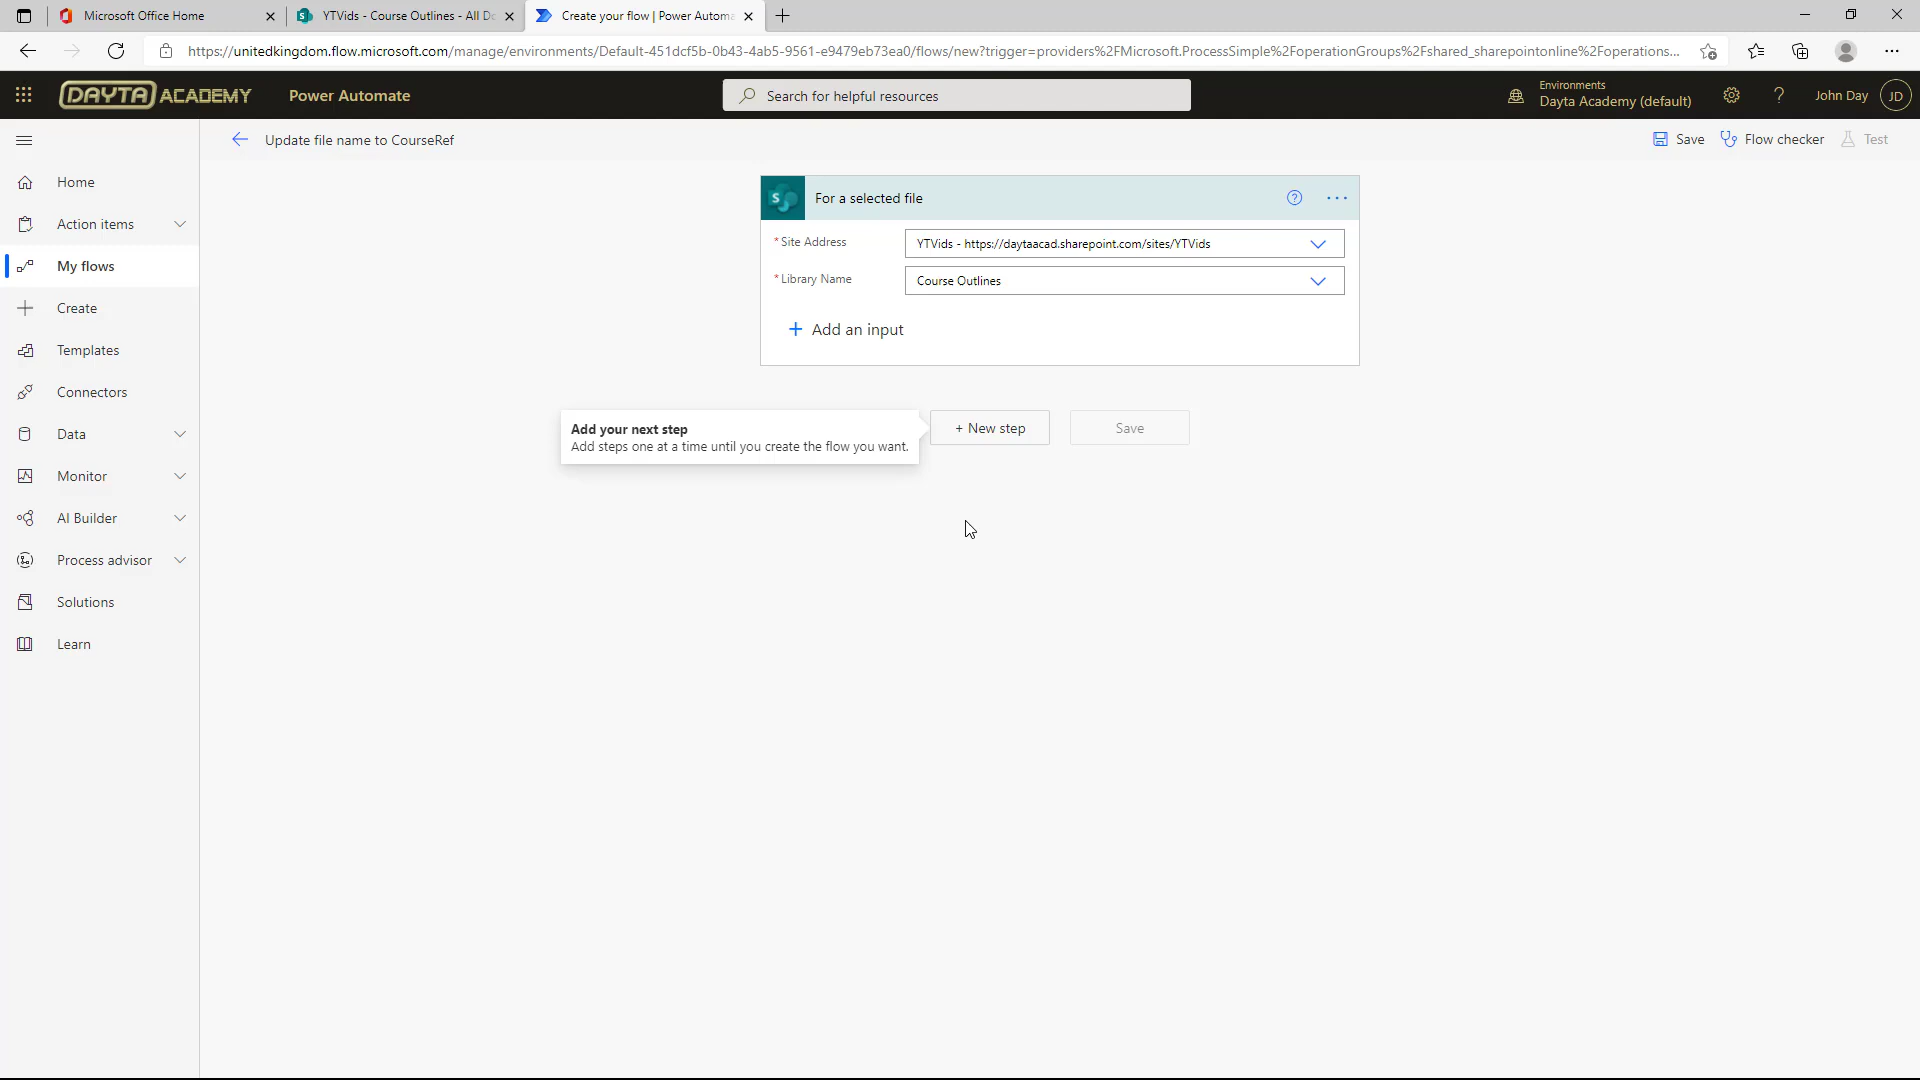 Microsoft Office Home
YTVids - Course Outlines - All Do
Create your flow | Power Automa
https://unitedkingdom.flow.microsoft.com/manage/environments/Default-451dcf5b-0b43-4ab5-9561-e9479eb73ea0/flows/new?trigger=providers%2FMicrosoft.ProcessSimple%2FoperationGroups%2Fshared_sharepointonline%2Foperations...
DAYTA ACADEMY
Power Automate
Search for helpful resources
Environments
Dayta Academy (default)
?
John Day
JD
Update file name to CourseRef
Save
Flow checker
Test
Home
Action items
My flows
Create
Templates
Connectors
Data
Monitor
AI Builder
Process advisor
Solutions
Learn
S
For a selected file
?
...
* Site Address
YTVids - https://daytaacad.sharepoint.com/sites/YTVids
* Library Name
Course Outlines
+ Add an input
Add your next step
Add steps one at a time until you create the flow you want.
+ New step
Save